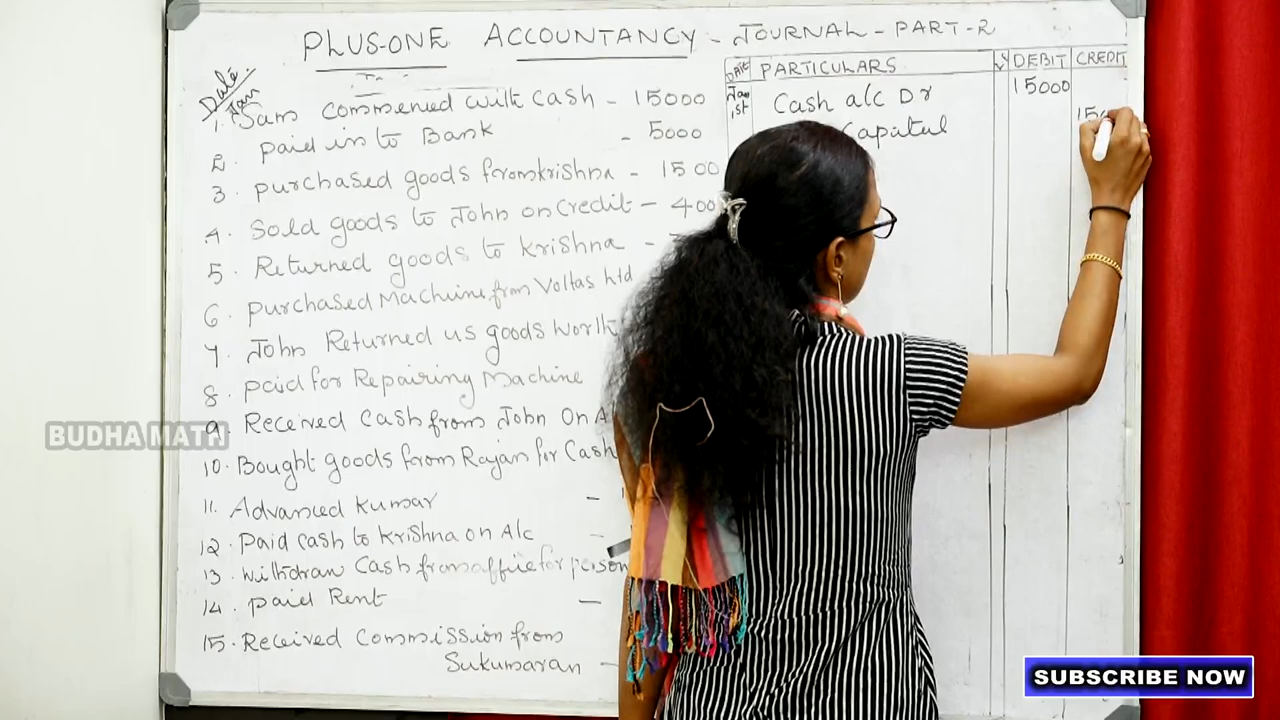 PLUS-ONE ACCOUNTANCY - JOURNAL - PART-2
Date
Jan
1. Sam commenced with cash - 15000
2. Paid in to Bank - 5000
3. Purchased goods from krishna - 1500
4. Sold goods to John on Credit - 400
5. Returned goods to Krishna -
6. Purchased Machine from Voltas Ltd
7. John Returned us goods Worth
8. Paid for Repairing Machine
9. Received Cash from John On A
10. Bought goods from Rajan for Cash
11. Advanced Kumar -
12. Paid Cash to Krishna on A/c -
13. Withdran Cash from office for person
14. Paid Rent -
15. Received Commission from
Sukumaran -
DATE PARTICULARS DEBIT CREDIT
Jan 1st Cash a/c Dr 15000
Capital 15
BUDHA MATH
SUBSCRIBE NOW